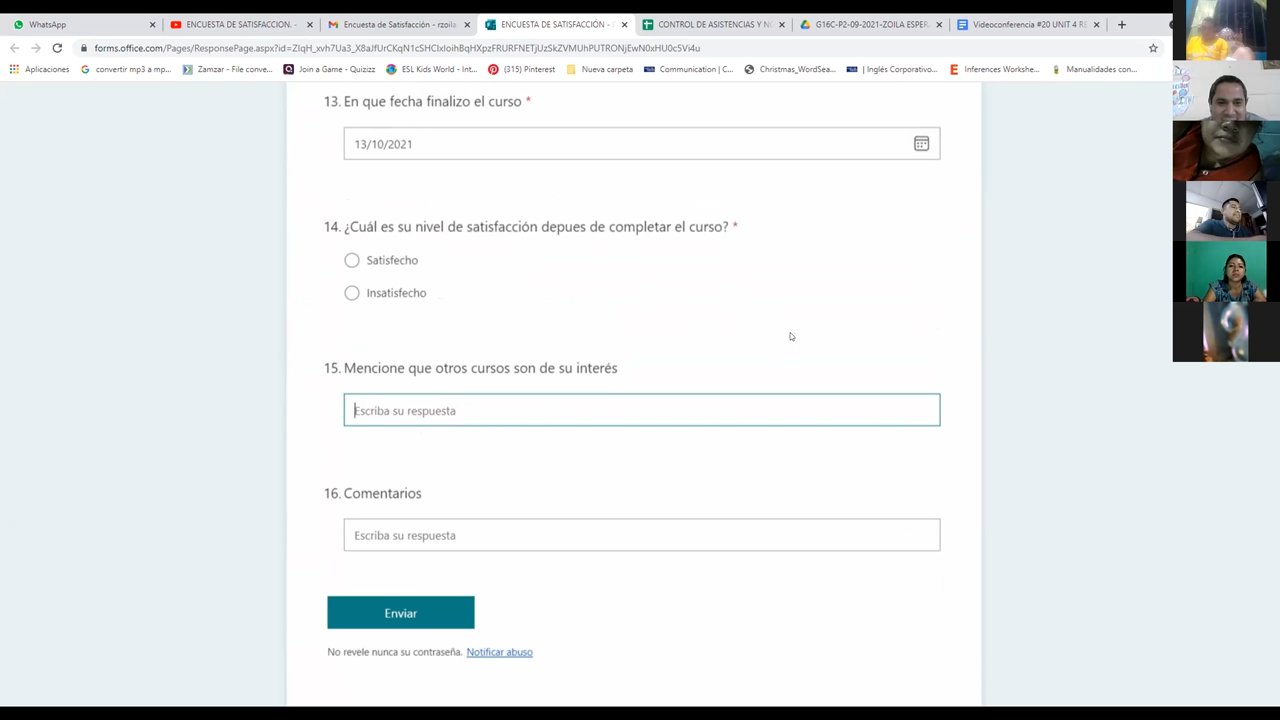 WhatsApp
ENCUESTA DE SATISFACCION. -
Encuesta de Satisfacción - rzoila
ENCUESTA DE SATISFACCIÓN -
CONTROL DE ASISTENCIAS Y N
G16C-P2-09-2021-ZOILA ESPER
Videoconferencia #20 UNIT 4 RE
forms.office.com/Pages/ResponsePage.aspx?
Aplicaciones
convertir mp3 a mp...
Zamzar - File conve...
Join a Game - Quizizz
ESL Kids World - Int...
(315) Pinterest
Nueva carpeta
Communication | C...
Christmas_WordSea...
| Inglés Corporativo...
Inferences Workshe...
Manualidades con...
13. En que fecha finalizo el curso *
13/10/2021
14. ¿Cuál es su nivel de satisfacción depues de completar el curso? *
Satisfecho
Insatisfecho
15. Mencione que otros cursos son de su interés
Escriba su respuesta
16. Comentarios
Escriba su respuesta
Enviar
No revele nunca su contraseña. Notificar abuso